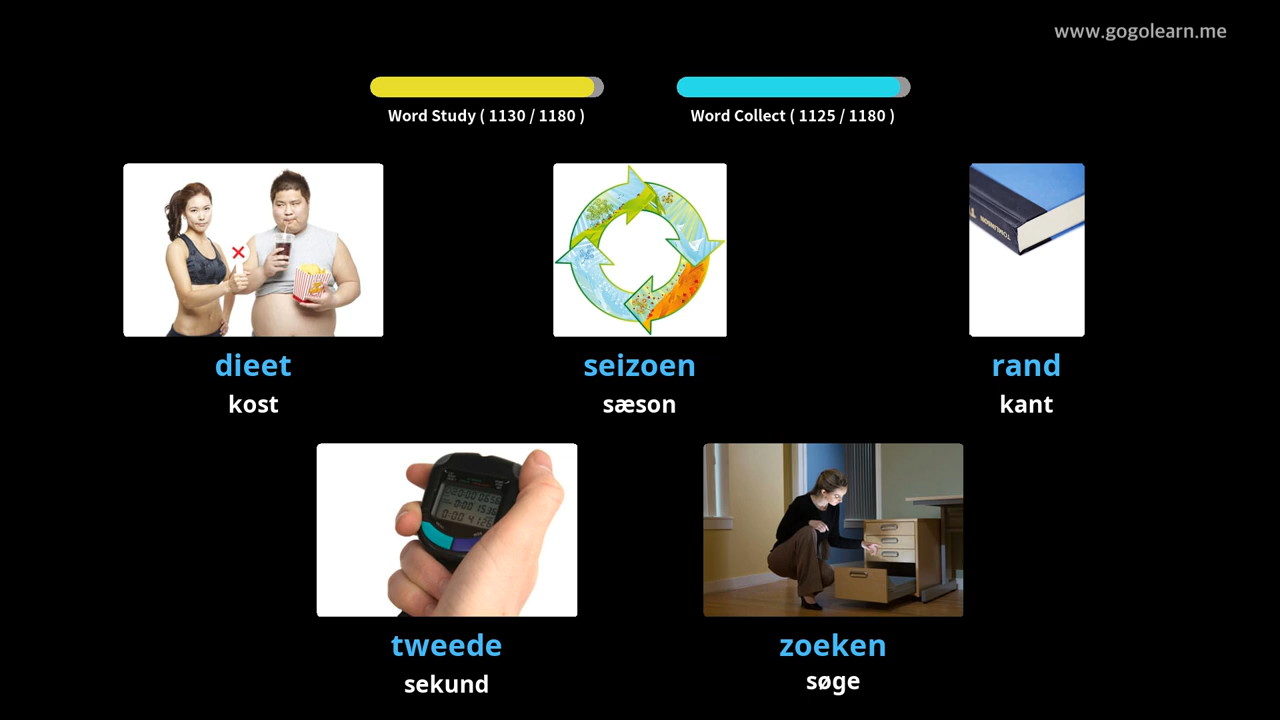 www.gogolearn.me
Word Study ( 1130 / 1180 )
Word Collect ( 1125 / 1180 )
TOMLINSON
dieet
seizoen
rand
kost
sæson
kant
tweede
zoeken
sekund
søge